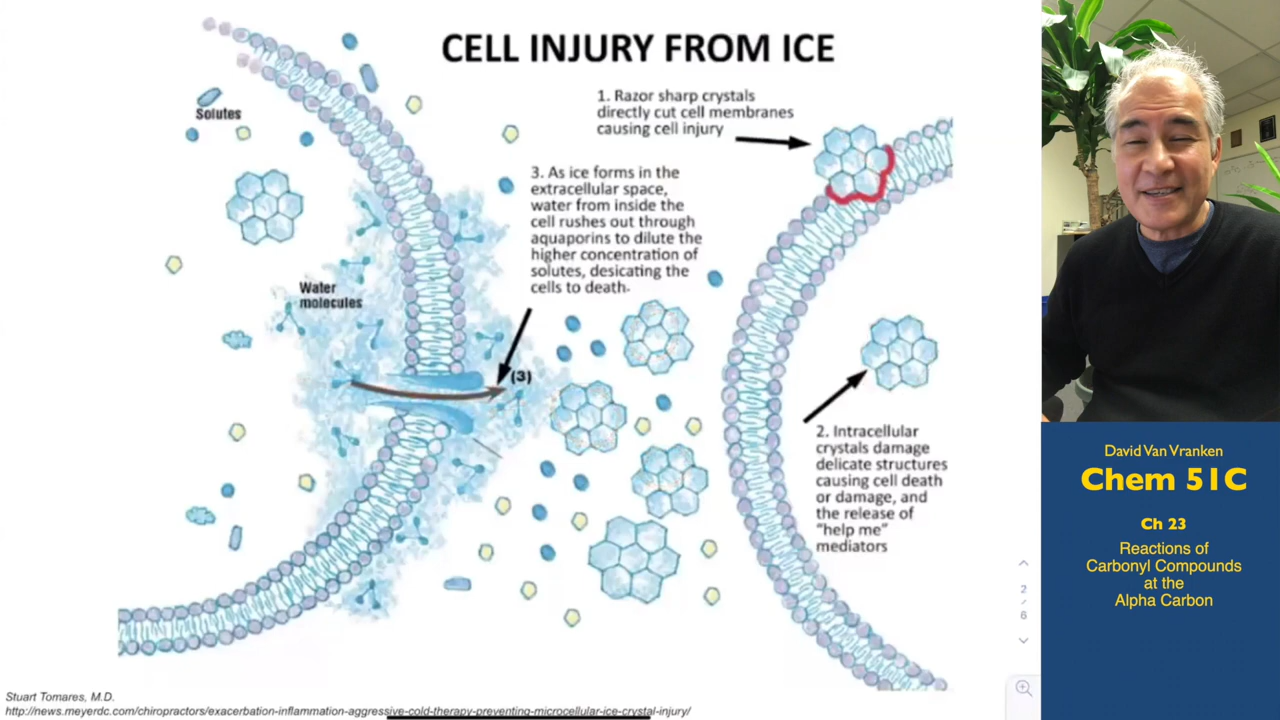 CELL INJURY FROM ICE
1. Razor sharp crystals
directly cut cell membranes
causing cell injury
Solutes
3. As ice forms in the
extracellular space,
water from inside the
cell rushes out through
aquaporins to dilute the
higher concentration of
solutes, desicating the
cells to death.
Water
molecules
(3)
2. Intracellular
crystals damage
delicate structures
causing cell death
or damage, and
the release of
"help me"
mediators
Stuart Tomares, M.D.
http://news.meyerdc.com/chiropractors/exacerbation-inflammation-aggressive-cold-therapy-preventing-microcellular-ice-crystal-injury/
2
/
6
David Van Vranken
Chem 51C
Ch 23
Reactions of
Carbonyl Compounds
at the
Alpha Carbon